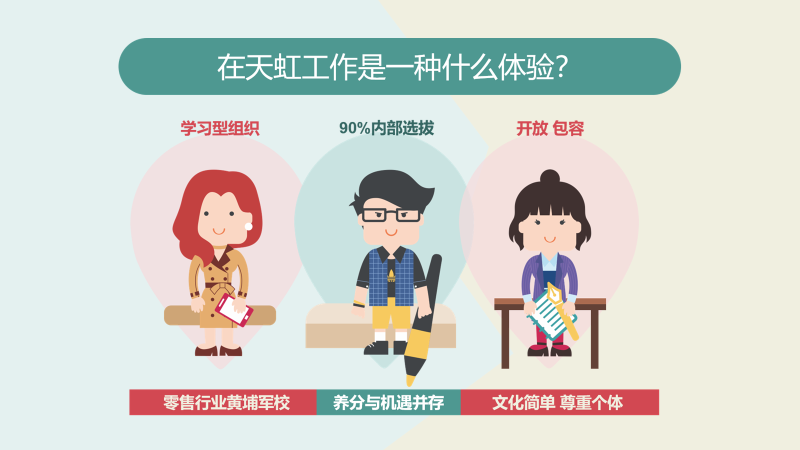 在天虹工作是一种什么体验?
学习型组织
90%内部选拔
开放 包容
零售行业黄埔军校
养分与机遇并存
文化简单 尊重个体